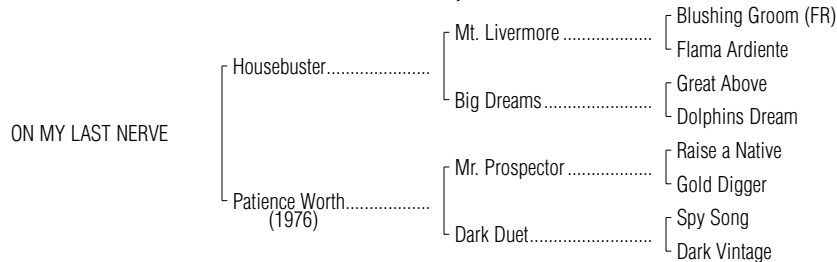 Blushing Groom (FR)
Mt. Livermore ..................
Flama Ardiente
Housebuster.....................
Great Above
Big Dreams......................
Dolphins Dream
ON MY LAST NERVE
Raise a Native
Mr. Prospector .................
Gold Digger
Patience Worth.................
(1976)
Spy Song
Dark Duet.........................
Dark Vintage